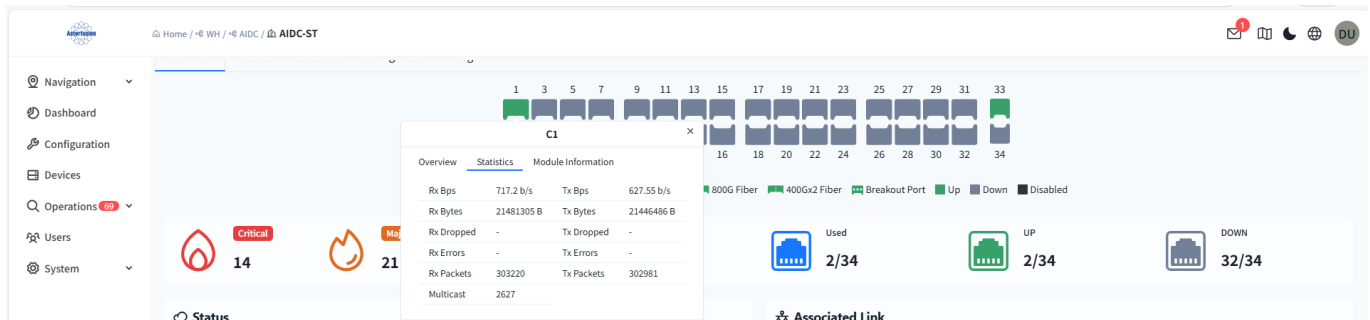 Asterfusion
Home / WH / AIDC / AIDC-ST
1
DU
Navigation
Dashboard
Configuration
Devices
Operations 69
Users
System
1 3 5 7 9 11 13 15 17 19 21 23 25 27 29 31 33
16 18 20 22 24 26 28 30 32 34
800G Fiber 400Gx2 Fiber Breakout Port Up Down Disabled
C1 ×
Overview Statistics Module Information
Rx Bps 717.2 b/s Tx Bps 627.55 b/s
Rx Bytes 21481305 B Tx Bytes 21446486 B
Rx Dropped - Tx Dropped -
Rx Errors - Tx Errors -
Rx Packets 303220 Tx Packets 302981
Multicast 2627
Critical
14
Maj
21
Used
2/34
UP
2/34
DOWN
32/34
Status
Associated Link